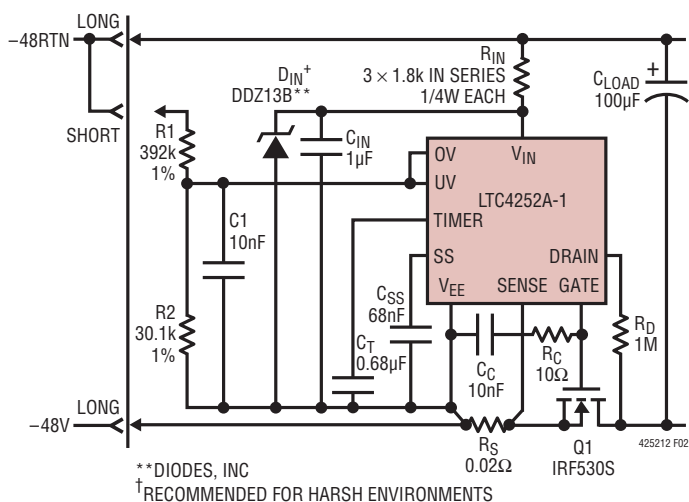 LONG
–48RTN
SHORT
R1
392k
1%
R2
30.1k
1%
C1
10nF
DIN†
DDZ13B**
CIN
1µF
RIN
3 × 1.8k IN SERIES
1/4W EACH
CLOAD
100µF
+
OV
UV
TIMER
SS
VEE
VIN
LTC4252A-1
DRAIN
SENSE
GATE
CSS
68nF
CT
0.68µF
CC
10nF
RC
10Ω
RD
1M
LONG
–48V
RS
0.02Ω
Q1
IRF530S
425212 F02
**DIODES, INC
†RECOMMENDED FOR HARSH ENVIRONMENTS